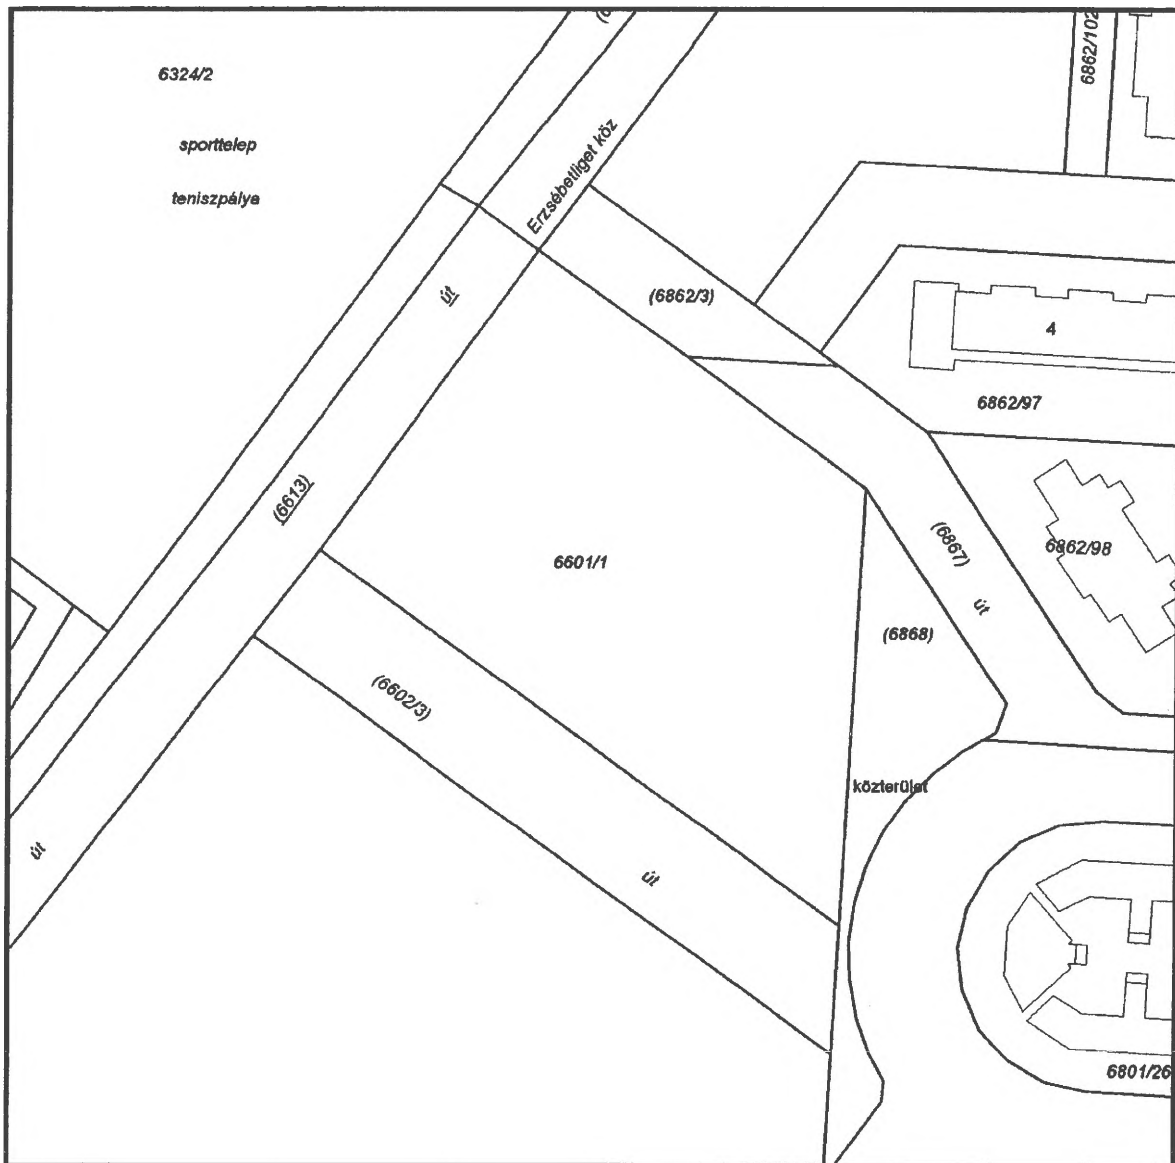 6862/102
6324/2
sporttelep
teniszpálya
Erzsébetliget köz
út
(6862/3)
4
6862/97
(6613)
6601/1
(6867)
út
6862/98
(6868)
(6602/3)
közterület
út
út
6801/26